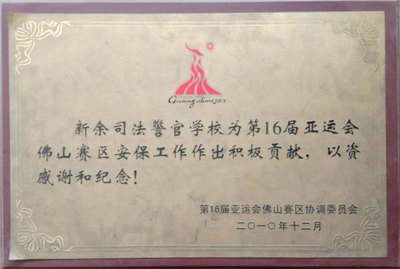 Guangzhou 2010
新余司法警官学校为第16届亚运会
佛山赛区安保工作作出积极贡献，以资
感谢和纪念！
第16届亚运会佛山赛区协调委员会
二〇一〇年十二月